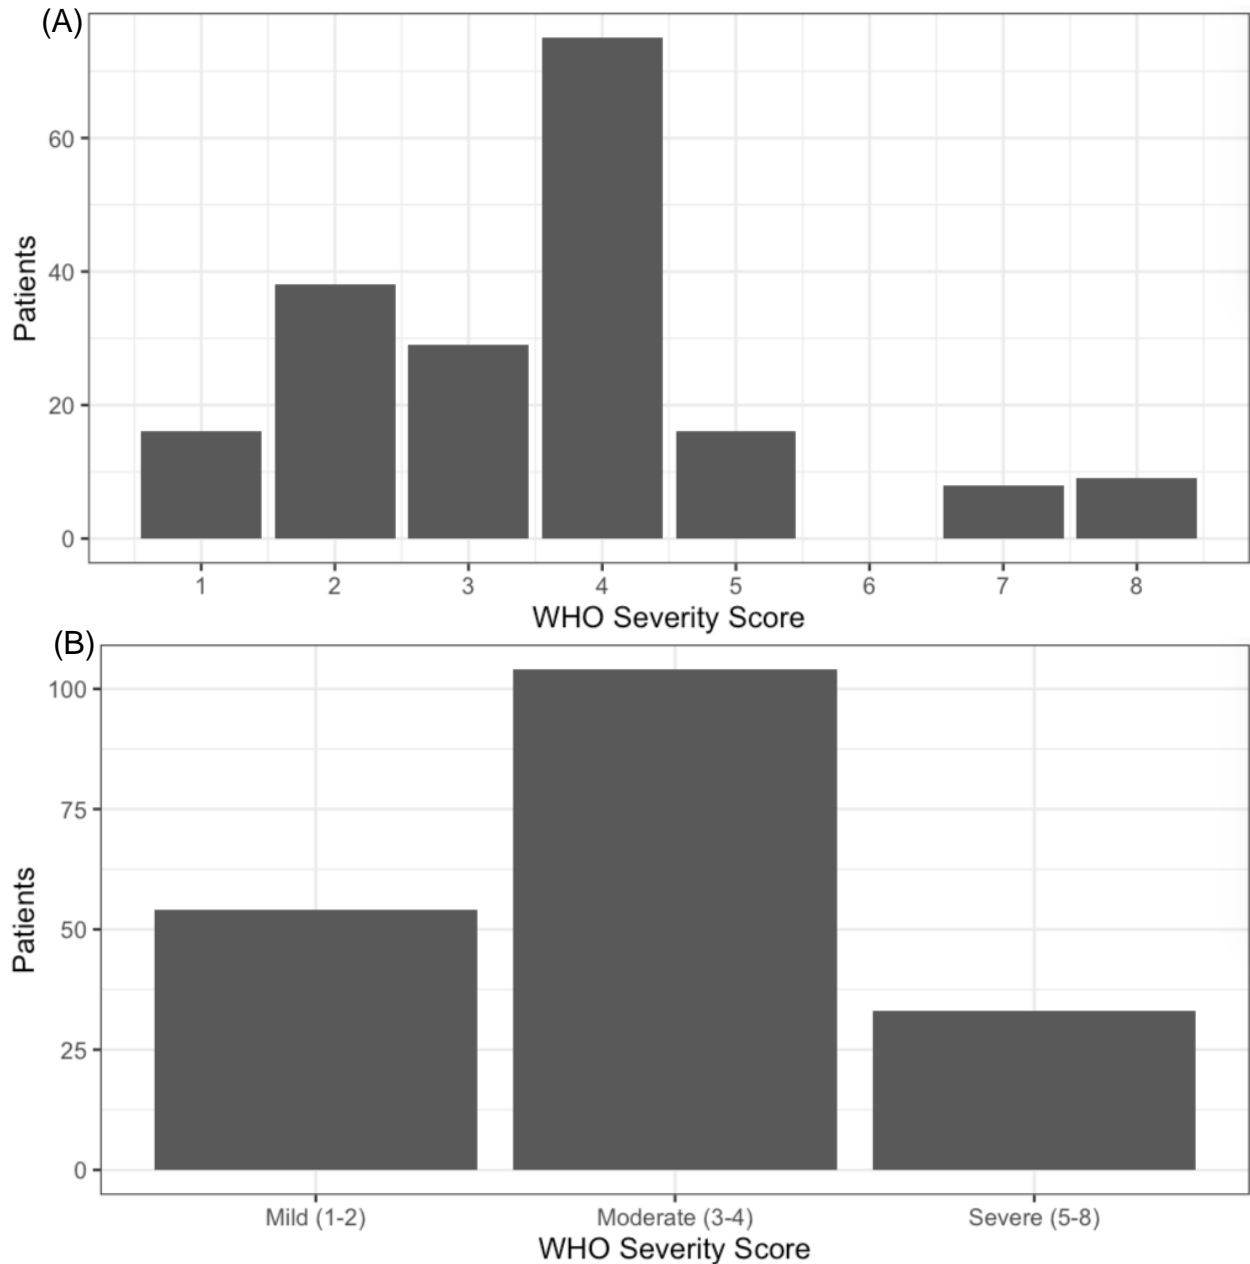 (A)
60
40
20
0
Patients
1 2 3 4 5 6 7 8
WHO Severity Score
(B)
100
75
50
25
0
Patients
Mild (1-2) Moderate (3-4) Severe (5-8)
WHO Severity Score